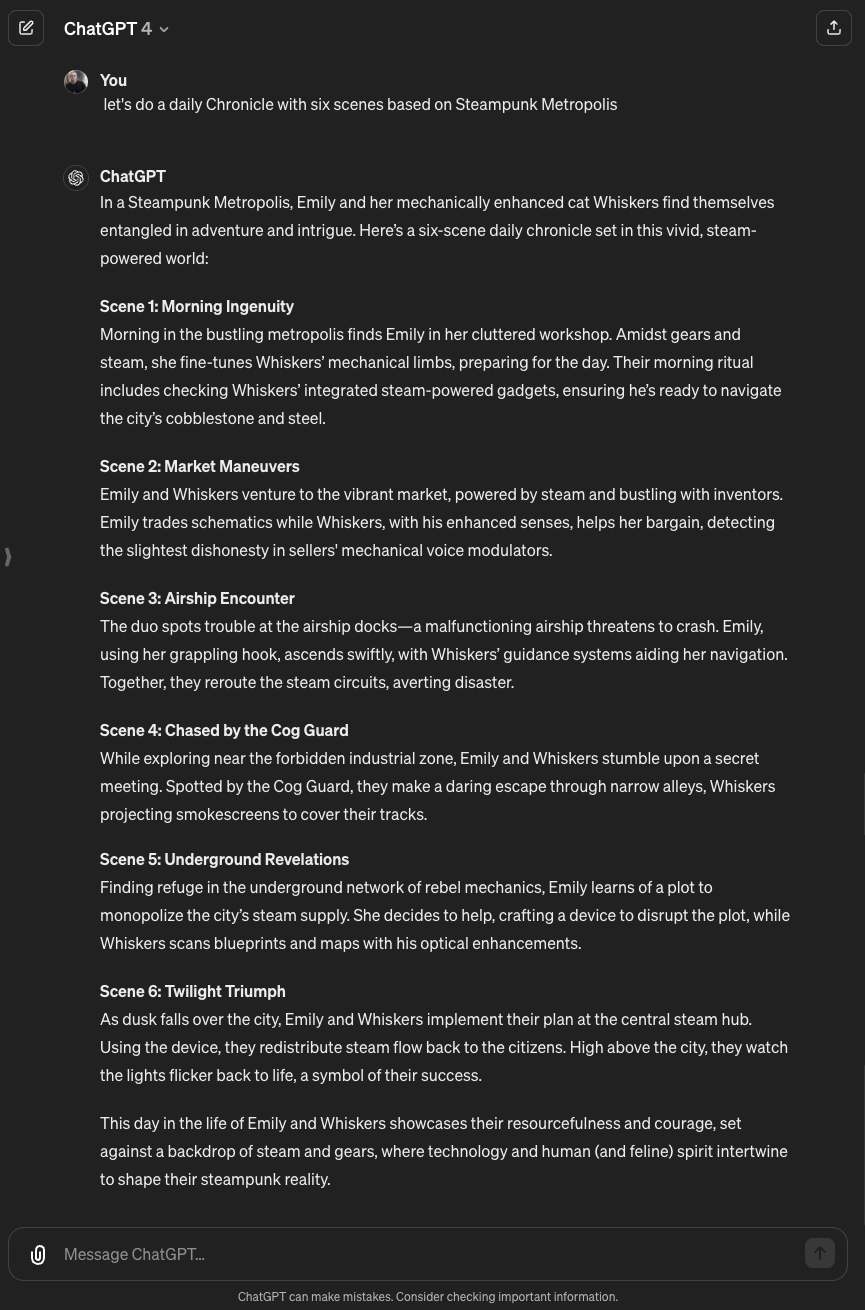 ChatGPT 4
You
let's do a daily Chronicle with six scenes based on Steampunk Metropolis
ChatGPT
In a Steampunk Metropolis, Emily and her mechanically enhanced cat Whiskers find themselves
entangled in adventure and intrigue. Here’s a six-scene daily chronicle set in this vivid, steam-
powered world:
Scene 1: Morning Ingenuity
Morning in the bustling metropolis finds Emily in her cluttered workshop. Amidst gears and
steam, she fine-tunes Whiskers’ mechanical limbs, preparing for the day. Their morning ritual
includes checking Whiskers’ integrated steam-powered gadgets, ensuring he’s ready to navigate
the city’s cobblestone and steel.
Scene 2: Market Maneuvers
Emily and Whiskers venture to the vibrant market, powered by steam and bustling with inventors.
Emily trades schematics while Whiskers, with his enhanced senses, helps her bargain, detecting
the slightest dishonesty in sellers' mechanical voice modulators.
Scene 3: Airship Encounter
The duo spots trouble at the airship docks—a malfunctioning airship threatens to crash. Emily,
using her grappling hook, ascends swiftly, with Whiskers’ guidance systems aiding her navigation.
Together, they reroute the steam circuits, averting disaster.
Scene 4: Chased by the Cog Guard
While exploring near the forbidden industrial zone, Emily and Whiskers stumble upon a secret
meeting. Spotted by the Cog Guard, they make a daring escape through narrow alleys, Whiskers
projecting smokescreens to cover their tracks.
Scene 5: Underground Revelations
Finding refuge in the underground network of rebel mechanics, Emily learns of a plot to
monopolize the city’s steam supply. She decides to help, crafting a device to disrupt the plot, while
Whiskers scans blueprints and maps with his optical enhancements.
Scene 6: Twilight Triumph
As dusk falls over the city, Emily and Whiskers implement their plan at the central steam hub.
Using the device, they redistribute steam flow back to the citizens. High above the city, they watch
the lights flicker back to life, a symbol of their success.
This day in the life of Emily and Whiskers showcases their resourcefulness and courage, set
against a backdrop of steam and gears, where technology and human (and feline) spirit intertwine
to shape their steampunk reality.
Message ChatGPT...
ChatGPT can make mistakes. Consider checking important information.